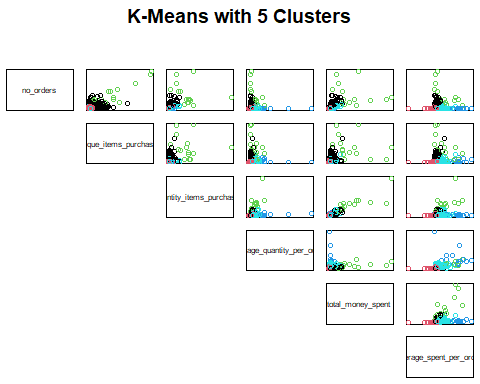 K-Means with 5 Clusters
no_orders
que_items_purchas
ntity_items_purchas
age_quantity_per_o
total_money_spent
erage_spent_per_ord